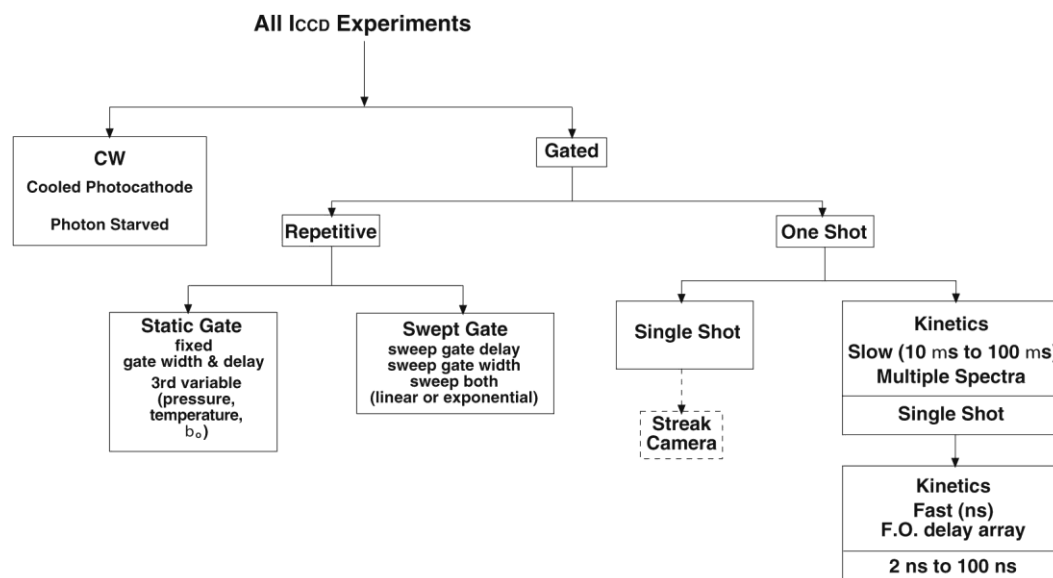 All ICCD Experiments
CW
Cooled Photocathode
Photon Starved
Gated
Repetitive
One Shot
Static Gate
fixed
gate width & delay
3rd variable
(pressure,
temperature,
b₀)
Swept Gate
sweep gate delay
sweep gate width
sweep both
(linear or exponential)
Single Shot
Streak
Camera
Kinetics
Slow (10 ms to 100 ms)
Multiple Spectra
Single Shot
Kinetics
Fast (ns)
F.O. delay array
2 ns to 100 ns